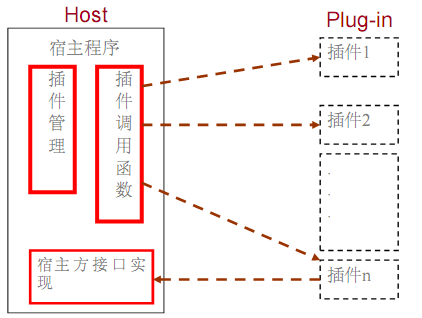 Host
Plug-in
宿主程序
插件管理
插件调用函数
宿主方接口实
现
插件1
插件2
.
.
.
插件n